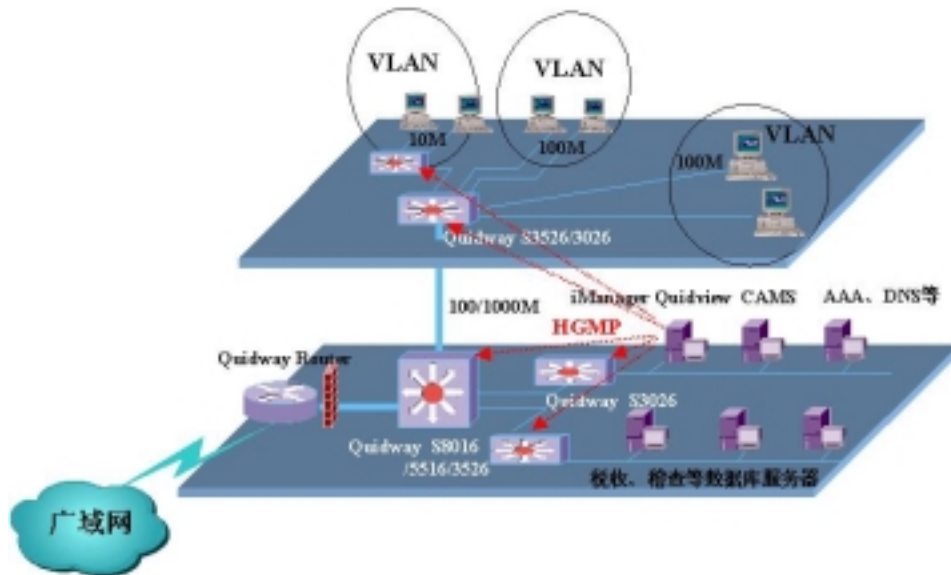 VLAN
VLAN
VLAN
10M
100M
100M
Quidway S3526/3026
100/1000M
iManager Quidview
CAMS
AAA、DNS等
HGMP
Quidway Router
Quidway S3026
Quidway S8016
/5516/3526
税收、稽查等数据库服务器
广域网